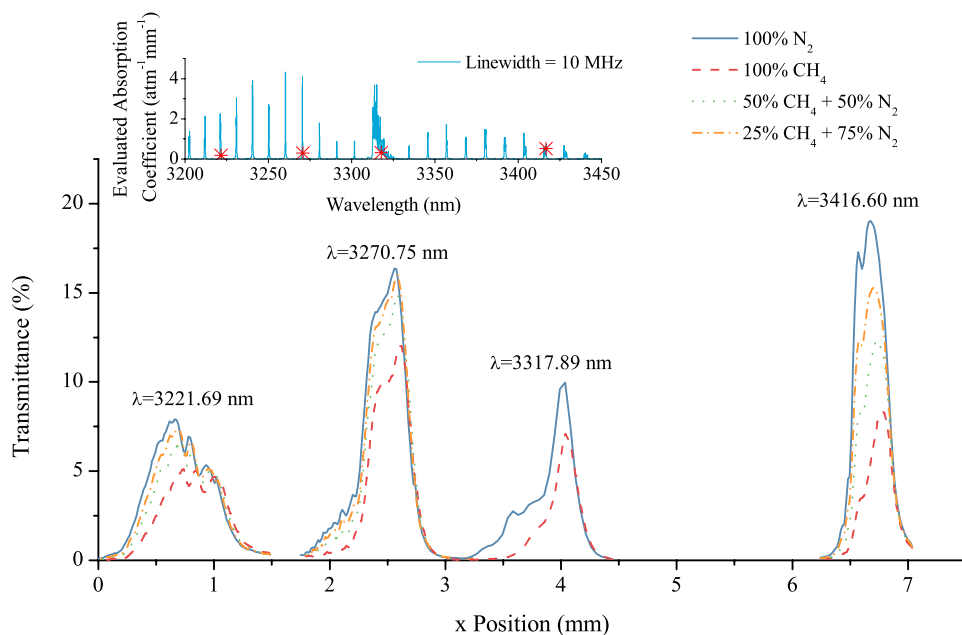 Evaluated Absorption
Coefficient (atm⁻¹mm⁻¹)
4
2
0
3200
3250
3300
3350
3400
3450
Wavelength (nm)
Linewidth = 10 MHz
100% N₂
100% CH₄
50% CH₄ + 50% N₂
25% CH₄ + 75% N₂
λ=3416.60 nm
λ=3270.75 nm
λ=3317.89 nm
λ=3221.69 nm
Transmittance (%)
20
15
10
5
0
0
1
2
3
4
5
6
7
x Position (mm)